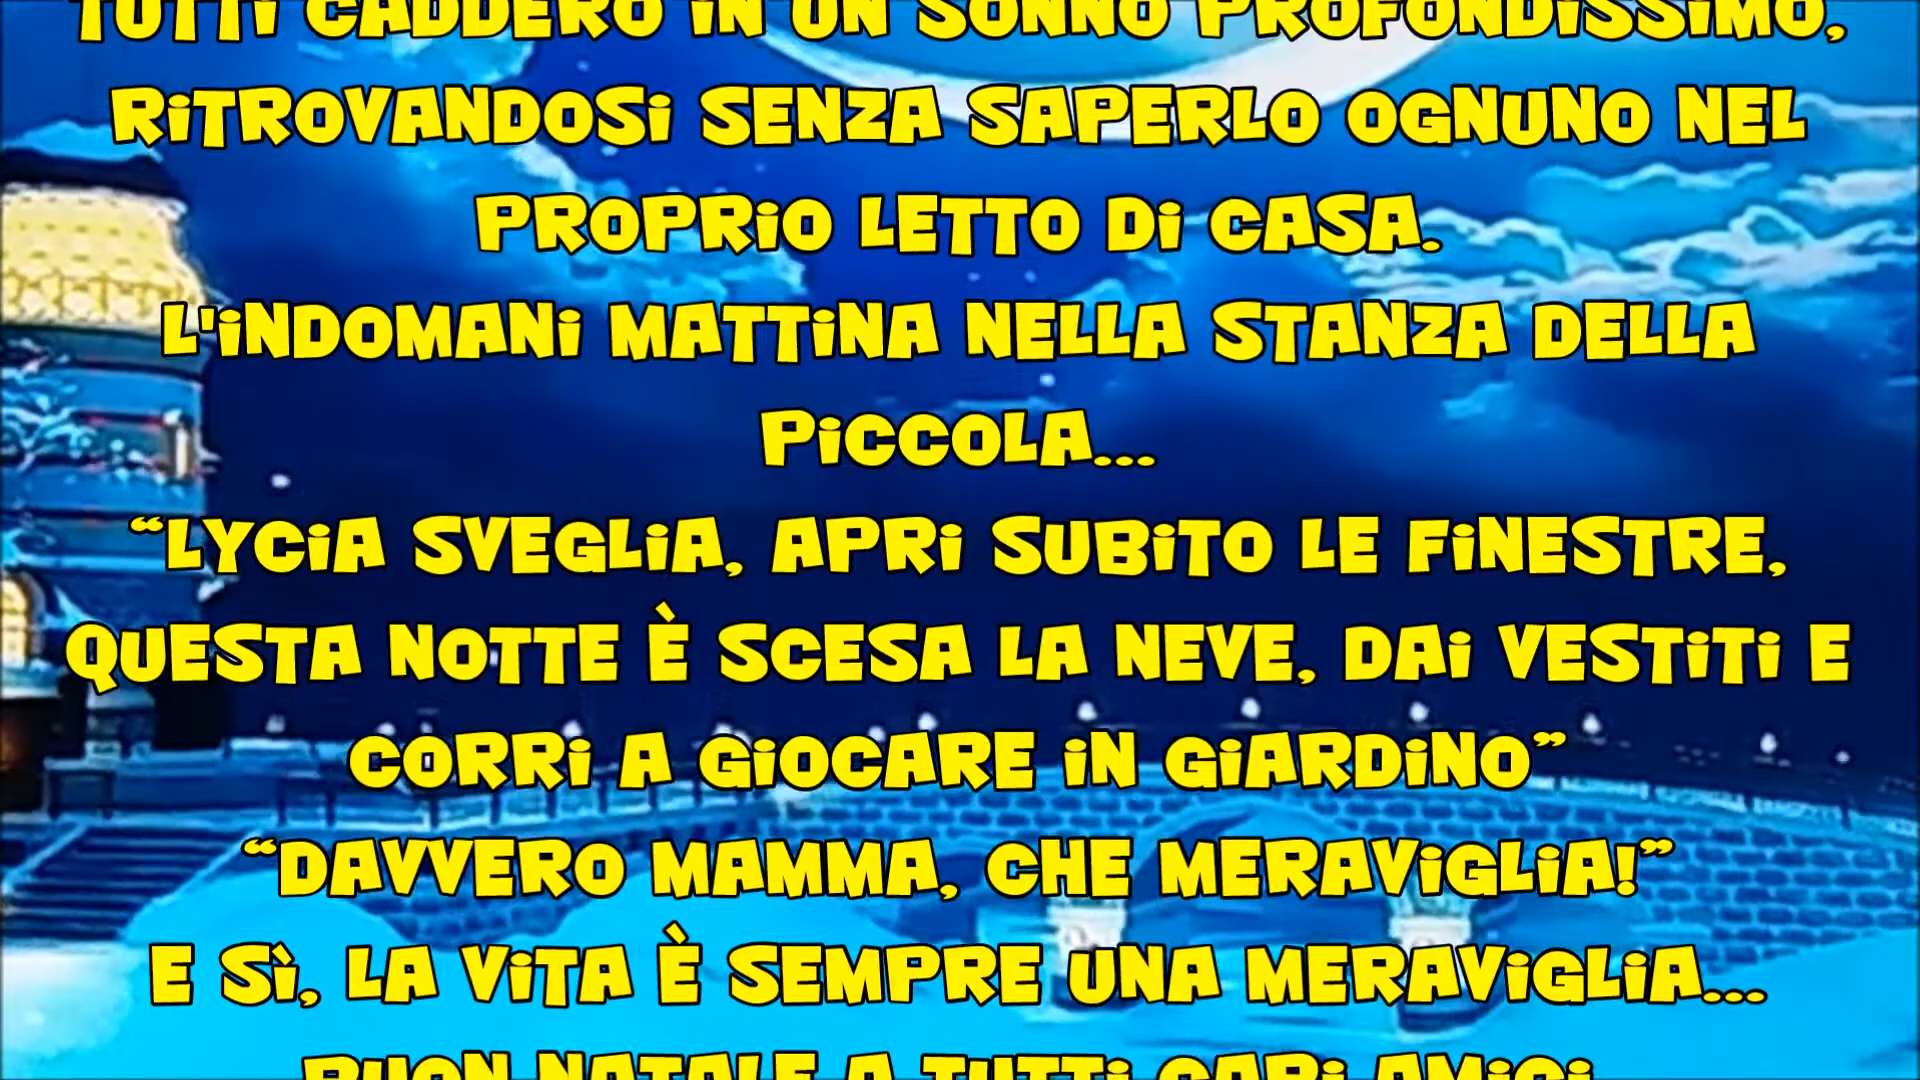 TUTTI CADDERO IN UN SONNO PROFONDISSIMO,
RITROVANDOSI SENZA SAPERLO OGNUNO NEL
PROPRIO LETTO DI CASA.
L'INDOMANI MATTINA NELLA STANZA DELLA
PICCOLA...
“LYCIA SVEGLIA, APRI SUBITO LE FINESTRE,
QUESTA NOTTE È SCESA LA NEVE, DAI VESTITI E
CORRI A GIOCARE IN GIARDINO”
“DAVVERO MAMMA, CHE MERAVIGLIA!”
E SÌ, LA VITA È SEMPRE UNA MERAVIGLIA...
BUON NATALE A TUTTI CARI AMICI